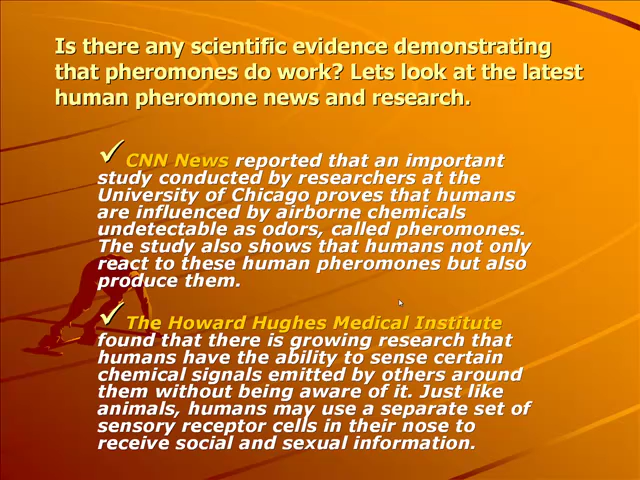 Is there any scientific evidence demonstrating
that pheromones do work? Lets look at the latest
human pheromone news and research.
✓CNN News reported that an important
study conducted by researchers at the
University of Chicago proves that humans
are influenced by airborne chemicals
undetectable as odors, called pheromones.
The study also shows that humans not only
react to these human pheromones but also
produce them.
✓The Howard Hughes Medical Institute
found that there is growing research that
humans have the ability to sense certain
chemical signals emitted by others around
them without being aware of it. Just like
animals, humans may use a separate set of
sensory receptor cells in their nose to
receive social and sexual information.